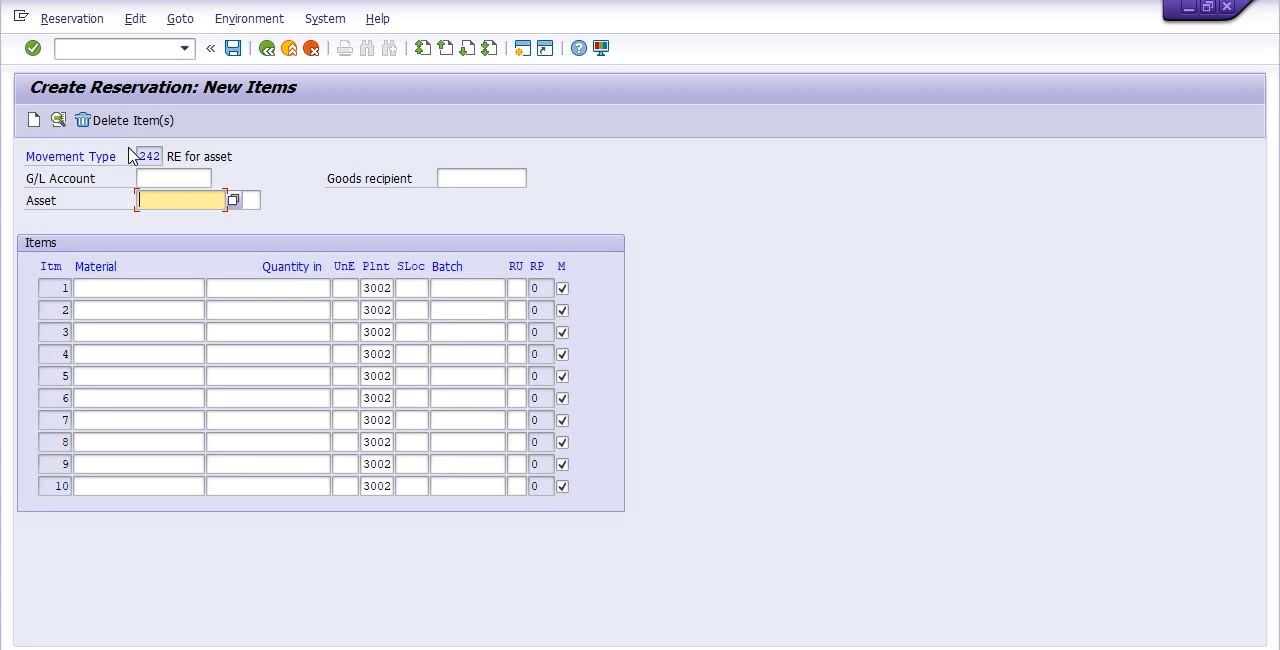 Reservation Edit Goto Environment System Help
Create Reservation: New Items
Delete Item(s)
Movement Type 242 RE for asset
G/L Account Goods recipient
Asset
Items
Itm Material Quantity in UnE Plnt SLoc Batch RU RP M
1 3002 0
2 3002 0
3 3002 0
4 3002 0
5 3002 0
6 3002 0
7 3002 0
8 3002 0
9 3002 0
10 3002 0